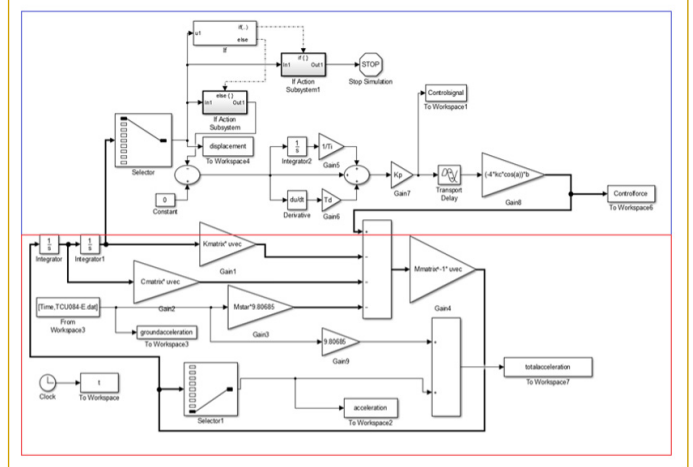 if(..)
u1
else
If
if { }
In1 Out1
If Action
Subsystem1
STOP
Stop Simulation
else { }
In1 Out1
If Action
Subsystem
Controlsignal
To Workspace1
Selector
displacement
To Workspace4
1
s
Integrator2
1/Ti
Gain5
0
Constant
du/dt
Derivative
Td
Gain6
Kp
Gain7
Transport
Delay
(-4*kc*cos(a))*b
Gain8
Controlforce
To Workspace6
1
s
Integrator
1
s
Integrator1
Kmatrix* uvec
Gain1
Cmatrix* uvec
Gain2
Mmatrix^-1* uvec
Gain4
[Time,TCU084-E.dat]
From
Workspace3
Mstar*9.80665
Gain3
groundacceleration
To Workspace3
9.80665
Gain9
totalacceleration
To Workspace7
Clock
t
To Workspace
Selector1
acceleration
To Workspace2